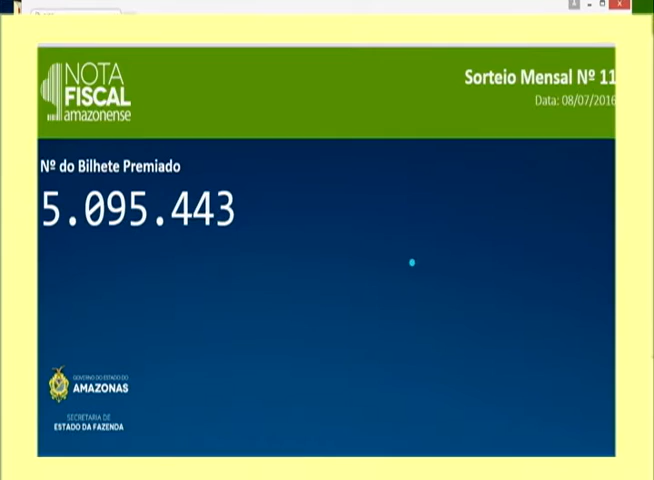 NOTA
FISCAL
amazonense
Sorteio Mensal Nº 11
Data: 08/07/2016
Nº do Bilhete Premiado
5.095.443
GOVERNO DO ESTADO DO
AMAZONAS
SECRETARIA DE
ESTADO DA FAZENDA